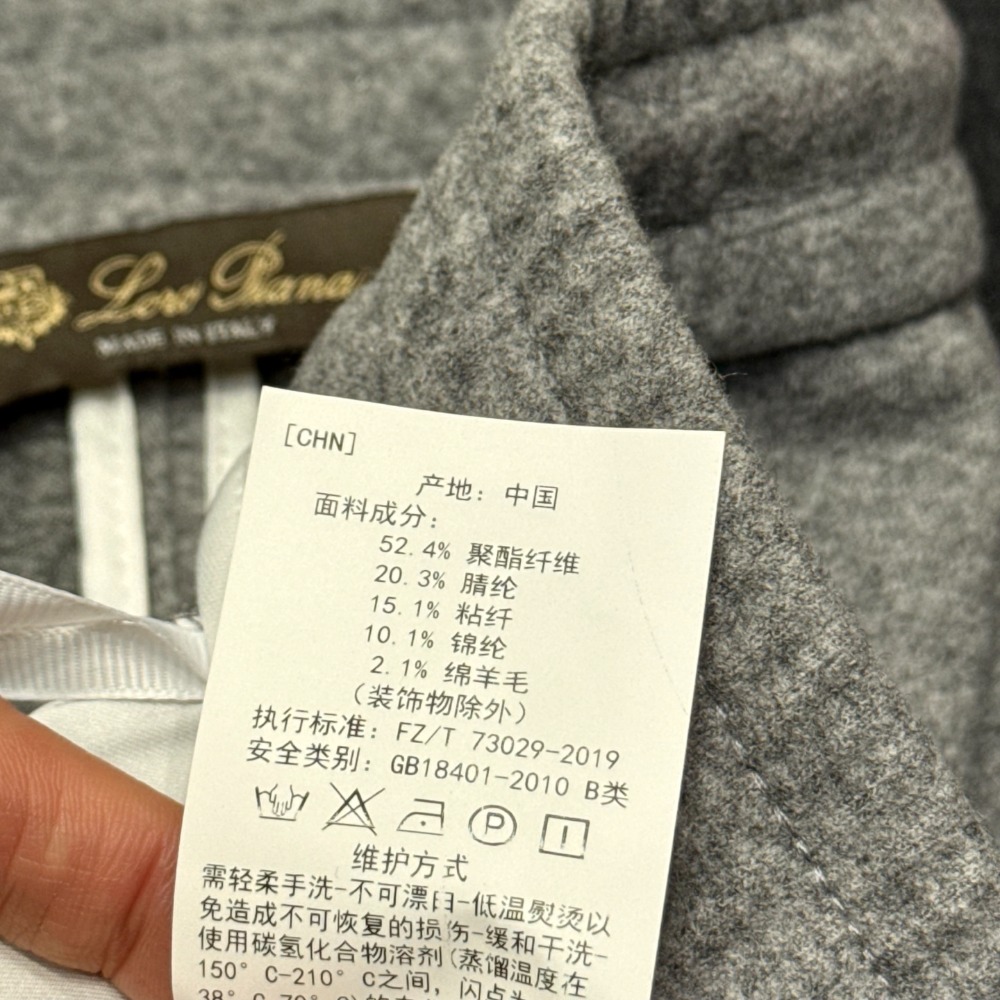 Loro Piana
MADE IN ITALY
[CHN]
产地: 中国
面料成分:
52.4% 聚酯纤维
20.3% 腈纶
15.1% 粘纤
10.1% 锦纶
2.1% 绵羊毛
(装饰物除外)
执行标准: FZ/T 73029-2019
安全类别: GB18401-2010 B类
P
维护方式
需轻柔手洗-不可漂白-低温熨烫以
免造成不可恢复的损伤-缓和干洗-
使用碳氢化合物溶剂(蒸馏温度在
150° C-210° C之间, 闪点为
38° C-70° C)